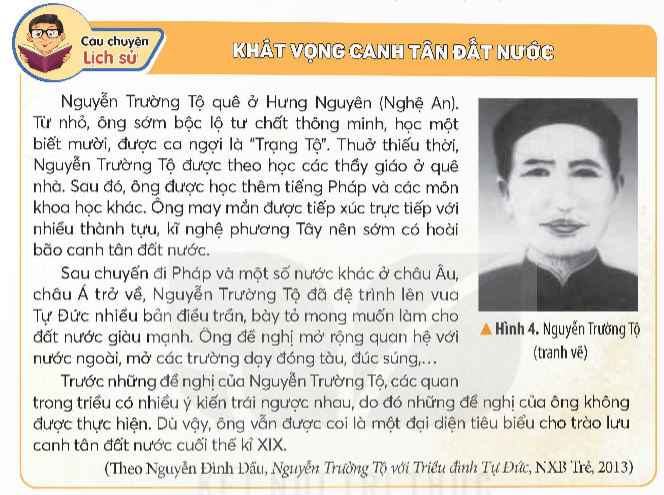 Câu chuyện
Lịch sử
KHÁT VỌNG CANH TÂN ĐẤT NƯỚC
Nguyễn Trường Tộ quê ở Hưng Nguyên (Nghệ An).
Từ nhỏ, ông sớm bộc lộ tư chất thông minh, học một
biết mười, được ca ngợi là “Trạng Tộ”. Thuở thiếu thời,
Nguyễn Trường Tộ được theo học các thầy giáo ở quê
nhà. Sau đó, ông được học thêm tiếng Pháp và các môn
khoa học khác. Ông may mắn được tiếp xúc trực tiếp với
nhiều thành tựu, kĩ nghệ phương Tây nên sớm có hoài
bão canh tân đất nước.
Sau chuyến đi Pháp và một số nước khác ở châu Âu,
châu Á trở về, Nguyễn Trường Tộ đã đệ trình lên vua
Tự Đức nhiều bản điều trần, bày tỏ mong muốn làm cho
đất nước giàu mạnh. Ông đề nghị mở rộng quan hệ với
nước ngoài, mở các trường dạy đóng tàu, đúc súng,...
Hình 4. Nguyễn Trường Tộ
(tranh vẽ)
Trước những đề nghị của Nguyễn Trường Tộ, các quan
trong triều có nhiều ý kiến trái ngược nhau, do đó những đề nghị của ông không
được thực hiện. Dù vậy, ông vẫn được coi là một đại diện tiêu biểu cho trào lưu
canh tân đất nước cuối thế kỉ XIX.
(Theo Nguyễn Đình Đầu, Nguyễn Trường Tộ với Triều đình Tự Đức, NXB Trẻ, 2013)